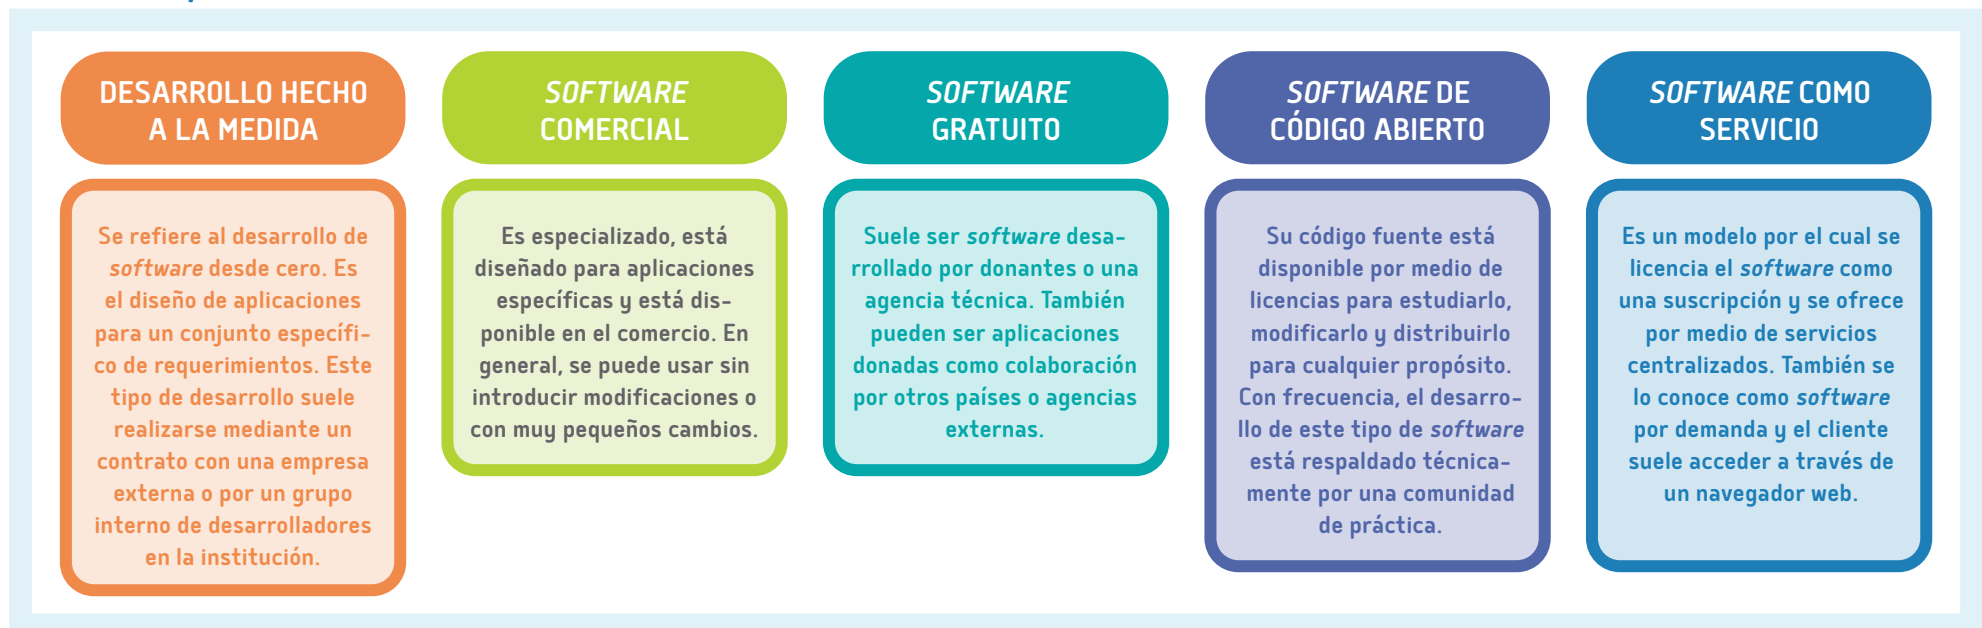 DESARROLLO HECHO
A LA MEDIDA
Se refiere al desarrollo de
software desde cero. Es
el diseño de aplicaciones
para un conjunto específi-
co de requerimientos. Este
tipo de desarrollo suele
realizarse mediante un
contrato con una empresa
externa o por un grupo
interno de desarrolladores
en la institución.
SOFTWARE
COMERCIAL
Es especializado, está
diseñado para aplicaciones
específicas y está dis-
ponible en el comercio. En
general, se puede usar sin
introducir modificaciones o
con muy pequeños cambios.
SOFTWARE
GRATUITO
Suele ser software desa-
rrollado por donantes o una
agencia técnica. También
pueden ser aplicaciones
donadas como colaboración
por otros países o agencias
externas.
SOFTWARE DE
CÓDIGO ABIERTO
Su código fuente está
disponible por medio de
licencias para estudiarlo,
modificarlo y distribuirlo
para cualquier propósito.
Con frecuencia, el desarro-
llo de este tipo de software
está respaldado técnica-
mente por una comunidad
de práctica.
SOFTWARE COMO
SERVICIO
Es un modelo por el cual se
licencia el software como
una suscripción y se ofrece
por medio de servicios
centralizados. También se
lo conoce como software
por demanda y el cliente
suele acceder a través de
un navegador web.